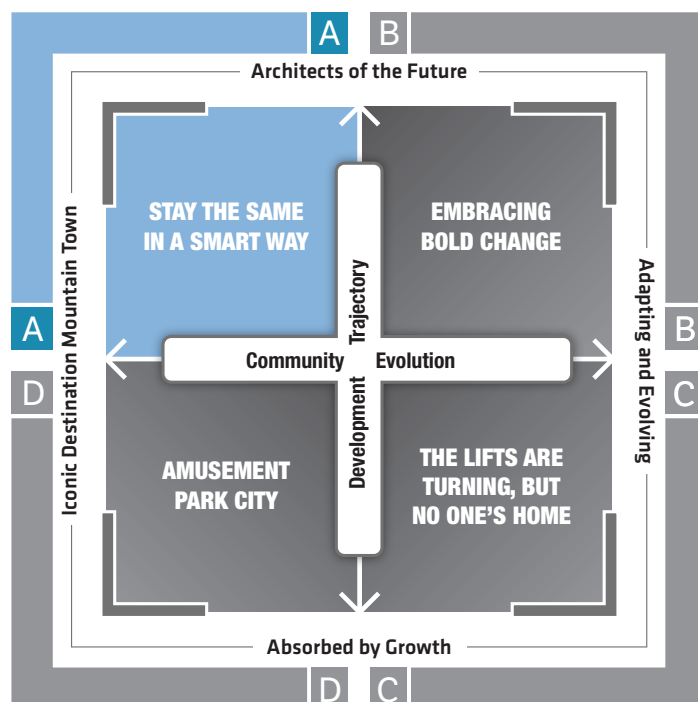 A B
Architects of the Future
STAY THE SAME
IN A SMART WAY
EMBRACING
BOLD CHANGE
Iconic Destination Mountain Town
Adapting and Evolving
A
B
Community Evolution
Development Trajectory
D
C
AMUSEMENT
PARK CITY
THE LIFTS ARE
TURNING, BUT
NO ONE'S HOME
Absorbed by Growth
D C